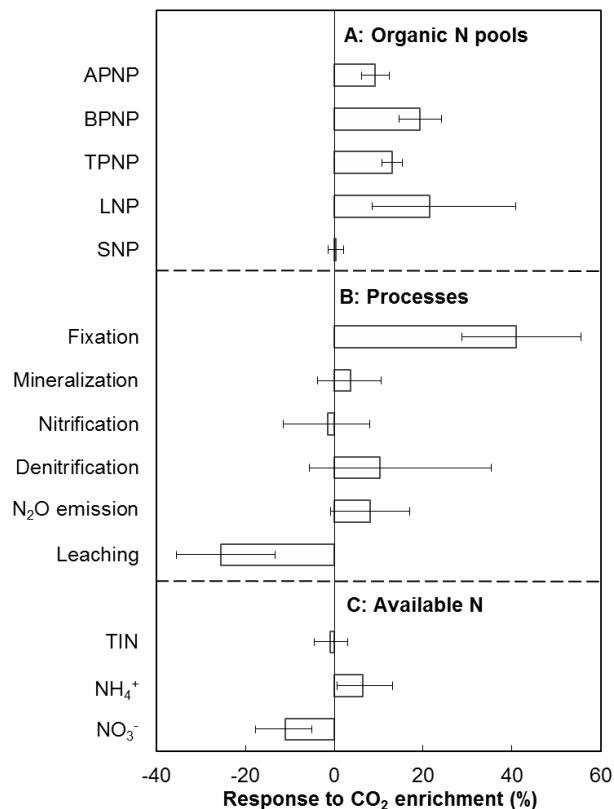 A: Organic N pools
APNP
BPNP
TPNP
LNP
SNP
B: Processes
Fixation
Mineralization
Nitrification
Denitrification
N₂O emission
Leaching
C: Available N
TIN
NH₄⁺
NO₃⁻
-40 -20 0 20 40 60
Response to CO₂ enrichment (%)